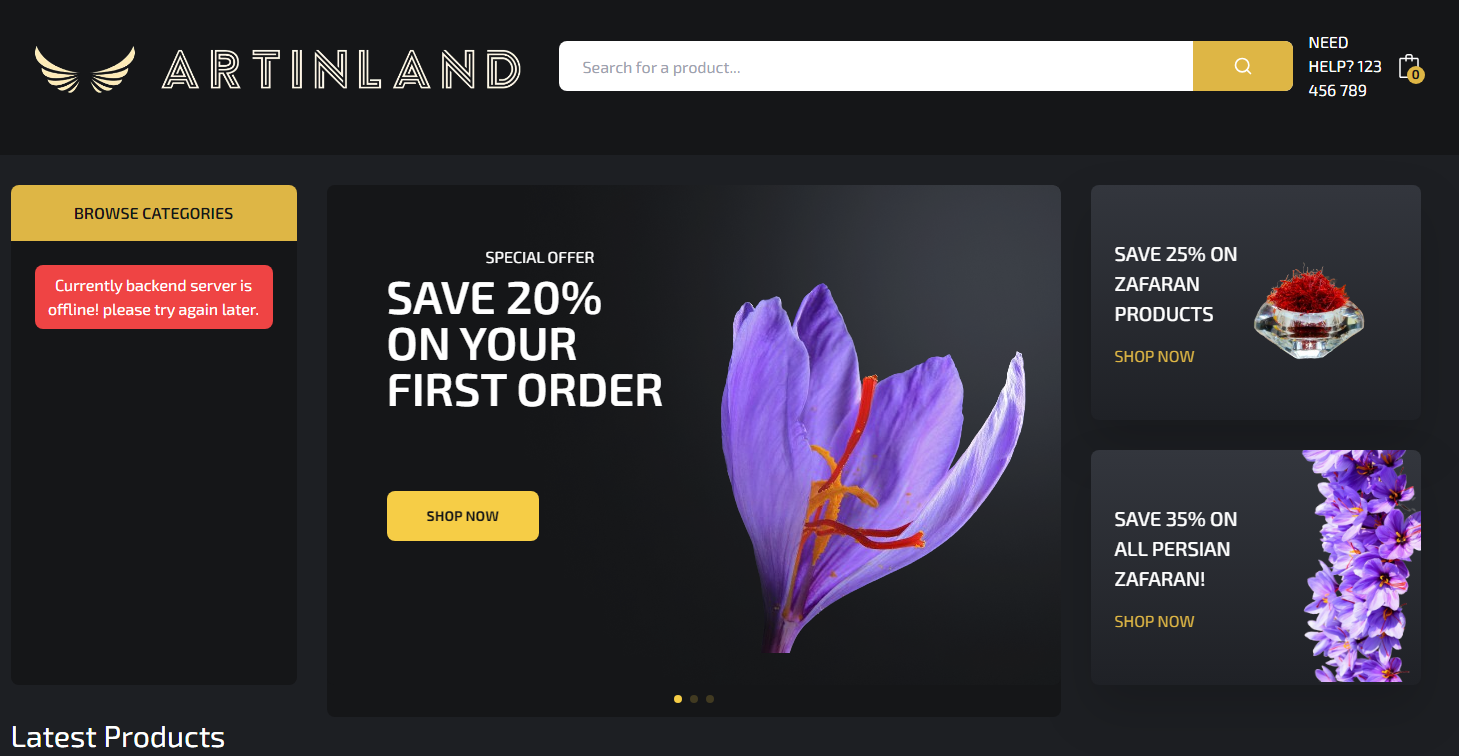 ARTINLAND
Search for a product...
NEED
HELP? 123
456 789
0
BROWSE CATEGORIES
Currently backend server is
offline! please try again later.
SPECIAL OFFER
SAVE 20%
ON YOUR
FIRST ORDER
SHOP NOW
SAVE 25% ON
ZAFARAN
PRODUCTS
SHOP NOW
SAVE 35% ON
ALL PERSIAN
ZAFARAN!
SHOP NOW
Latest Products